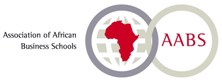 Association of African
Business Schools
AABS